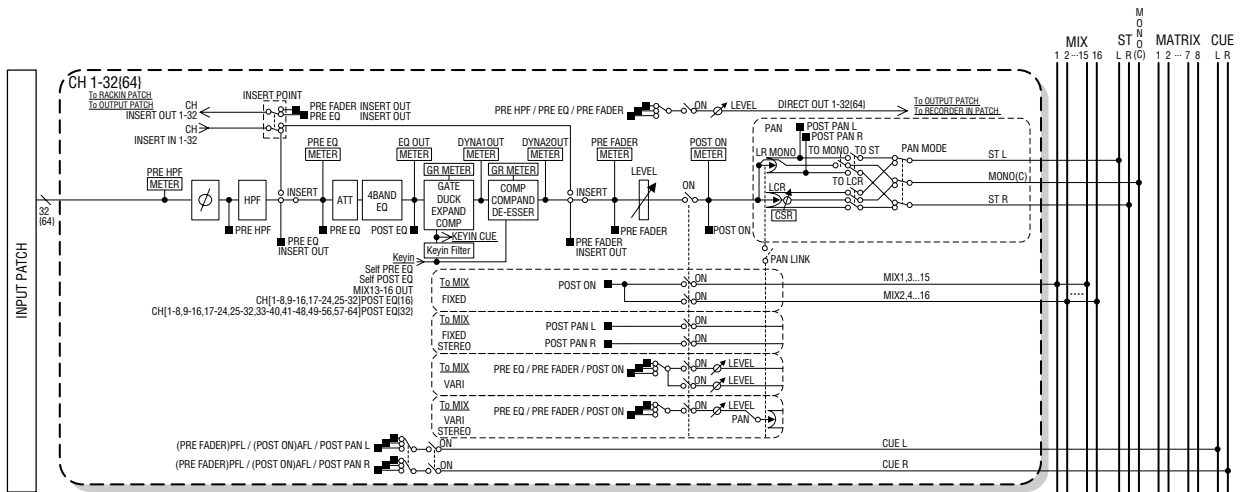 MONO(C)
MIX ST MATRIX CUE
1 2 ··· 15 16 L R (C) 1 2 ··· 7 8 L R
INPUT PATCH
CH 1-32{64}
To RACKIN PATCH
To OUTPUT PATCH
CH
INSERT OUT 1-32
CH
INSERT IN 1-32
INSERT POINT
PRE FADER INSERT OUT
PRE EQ INSERT OUT
PRE HPF / PRE EQ / PRE FADER
ON
LEVEL
DIRECT OUT 1-32{64}
To OUTPUT PATCH
To RECORDER IN PATCH
PAN
POST PAN L
POST PAN R
LR MONO
TO MONO
TO ST
PAN MODE
TO LCR
LCR
CSR
ST L
MONO(C)
ST R
PRE HPF
METER
32
{64}
Ø
PRE HPF
HPF
INSERT
PRE EQ
INSERT OUT
PRE EQ
METER
PRE EQ
ATT
4BAND
EQ
EQ OUT
METER
POST EQ
GR METER
GATE
DUCK
EXPAND
COMP
KEYIN CUE
Keyin Filter
DYNA1OUT
METER
GR METER
COMP
COMPAND
DE-ESSER
DYNA2OUT
METER
INSERT
PRE FADER
INSERT OUT
PRE FADER
METER
PRE FADER
LEVEL
ON
POST ON
METER
POST ON
PAN LINK
Keyin
Self PRE EQ
Self POST EQ
MIX13-16 OUT
CH[1-8,9-16,17-24,25-32]POST EQ(16)
CH[1-8,9-16,17-24,25-32,33-40,41-48,49-56,57-64]POST EQ(32)
To MIX
FIXED
POST ON
ON
ON
MIX1,3...15
MIX2,4...16
To MIX
FIXED
STEREO
POST PAN L
POST PAN R
ON
ON
To MIX
VARI
PRE EQ / PRE FADER / POST ON
ON
LEVEL
ON
LEVEL
To MIX
VARI
STEREO
PRE EQ / PRE FADER / POST ON
ON
LEVEL
PAN
(PRE FADER)PFL / (POST ON)AFL / POST PAN L
ON
CUE L
(PRE FADER)PFL / (POST ON)AFL / POST PAN R
ON
CUE R